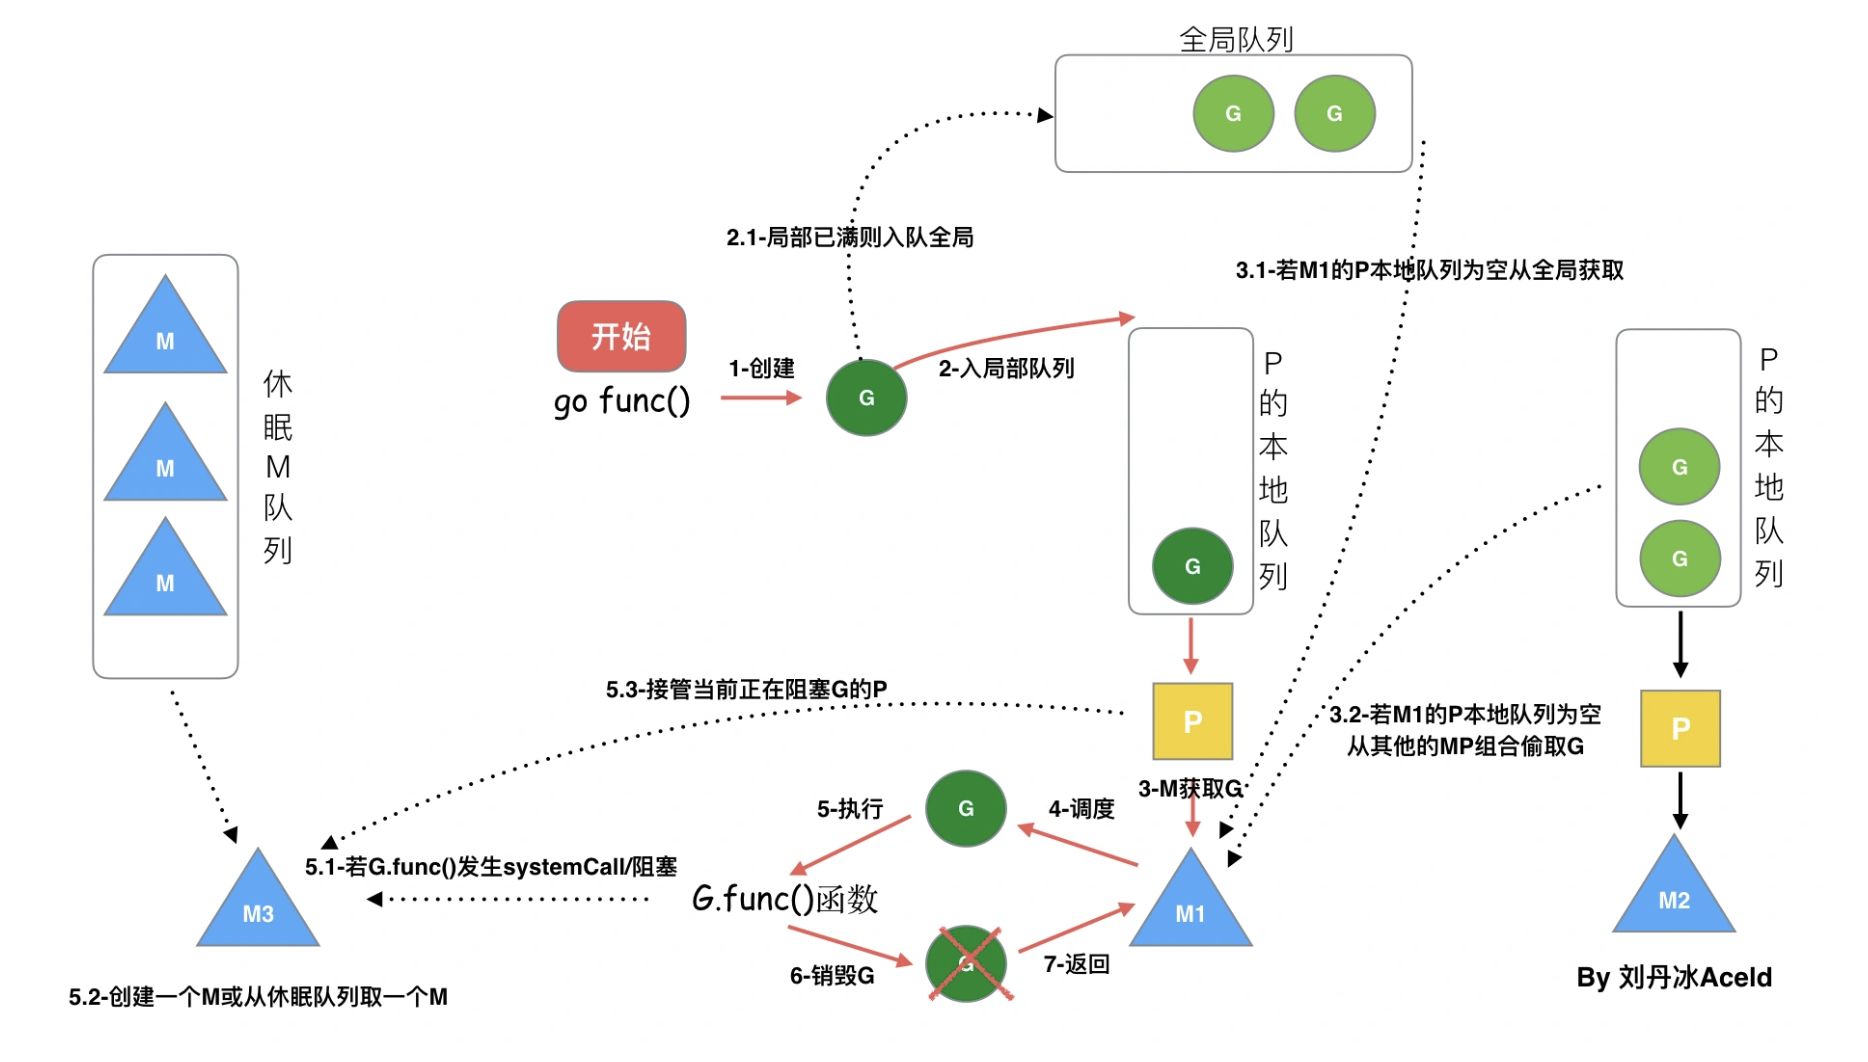 全局队列
G
G
2.1-局部已满则入队全局
3.1-若M1的P本地队列为空从全局获取
开始
go func()
1-创建
G
2-入局部队列
M
M
M
休眠M队列
P的本地队列
G
P的本地队列
G
G
5.3-接管当前正在阻塞G的P
P
3.2-若M1的P本地队列为空
从其他的MP组合偷取G
P
3-M获取G
5-执行
G
4-调度
5.1-若G.func()发生systemCall/阻塞
G.func()函数
M3
M1
M2
6-销毁G
G
7-返回
By 刘丹冰Aceld
5.2-创建一个M或从休眠队列取一个M